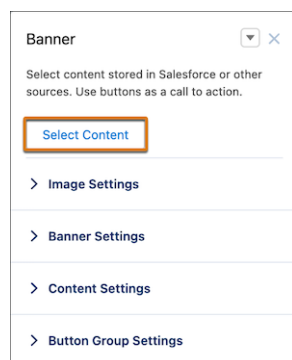 Banner
Select content stored in Salesforce or other
sources. Use buttons as a call to action.
Select Content
Image Settings
Banner Settings
Content Settings
Button Group Settings